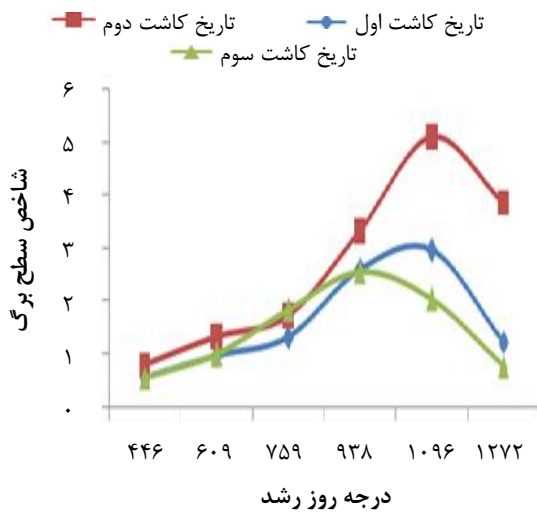 تاریخ کاشت اول تاریخ کاشت دوم
تاریخ کاشت سوم
۶
۵
۴
۳
۲
۱
۰
شاخص سطح برگ
۴۴۶ ۶۰۹ ۷۵۹ ۹۳۸ ۱۰۹۶ ۱۲۷۲
درجه روز رشد